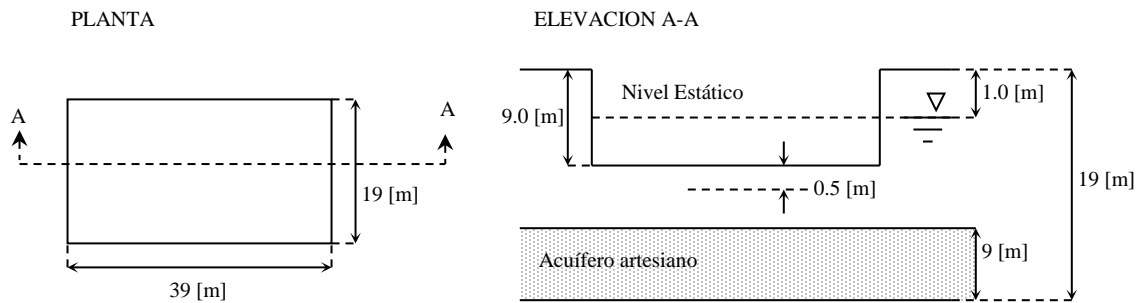 PLANTA
A
A
19 [m]
39 [m]
ELEVACION A-A
Nivel Estático
9.0 [m]
1.0 [m]
0.5 [m]
19 [m]
Acuífero artesiano
9 [m]